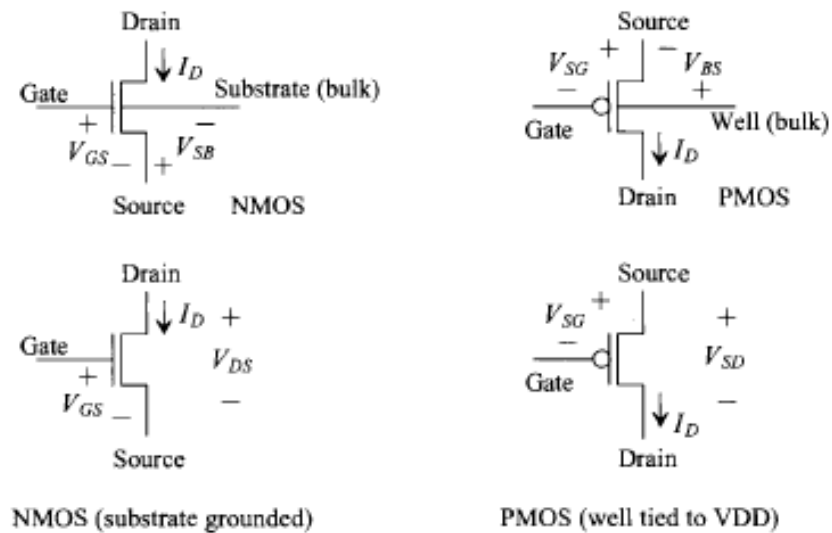 Drain
I_D
Gate
Substrate (bulk)
+
−
V_GS
−
+
V_SB
Source
NMOS
Source
V_SG
+
−
V_BS
−
+
Gate
Well (bulk)
I_D
Drain
PMOS
Drain
I_D
+
Gate
+
V_DS
V_GS
−
−
Source
Source
V_SG
+
+
−
V_SD
Gate
−
I_D
Drain
NMOS (substrate grounded)
PMOS (well tied to VDD)